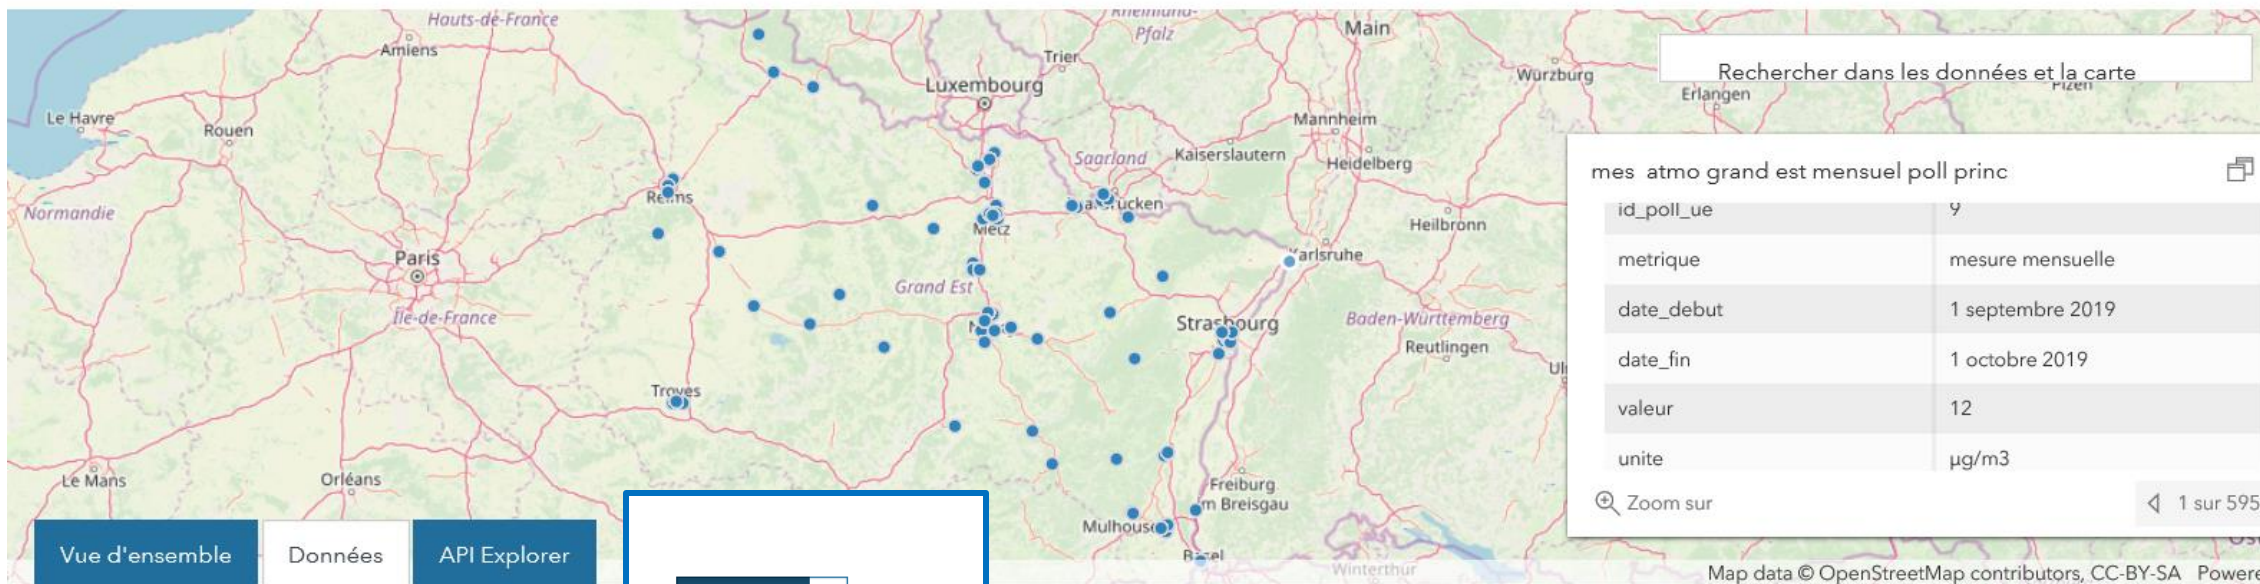 Hauts-de-France
Amiens
Le Havre
Rouen
Normandie
Paris
Île-de-France
Le Mans
Orléans
Reims
Troyes
Grand Est
Luxembourg
Trier
Pfalz
Main
Saarland
Kaiserslautern
Mannheim
Heidelberg
Würzburg
Erlangen
Metz
Heilbronn
Karlsruhe
Strasbourg
Baden-Württemberg
Reutlingen
Freiburg
im Breisgau
Mulhouse
Basel
Winterthur
Rechercher dans les données et la carte
mes atmo grand est mensuel poll princ
id_poll_ue 9
metrique mesure mensuelle
date_debut 1 septembre 2019
date_fin 1 octobre 2019
valeur 12
unite µg/m3
Zoom sur
1 sur 595
Vue d'ensemble
Données
API Explorer
Map data © OpenStreetMap contributors, CC-BY-SA Powere